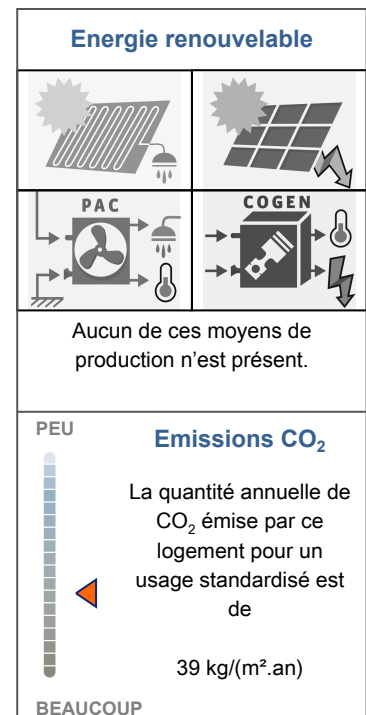 Energie renouvelable
PAC
COGEN
Aucun de ces moyens de
production n'est présent.
PEU
Emissions CO₂
La quantité annuelle de
CO₂ émise par ce
logement pour un
usage standardisé est
de
39 kg/(m².an)
BEAUCOUP